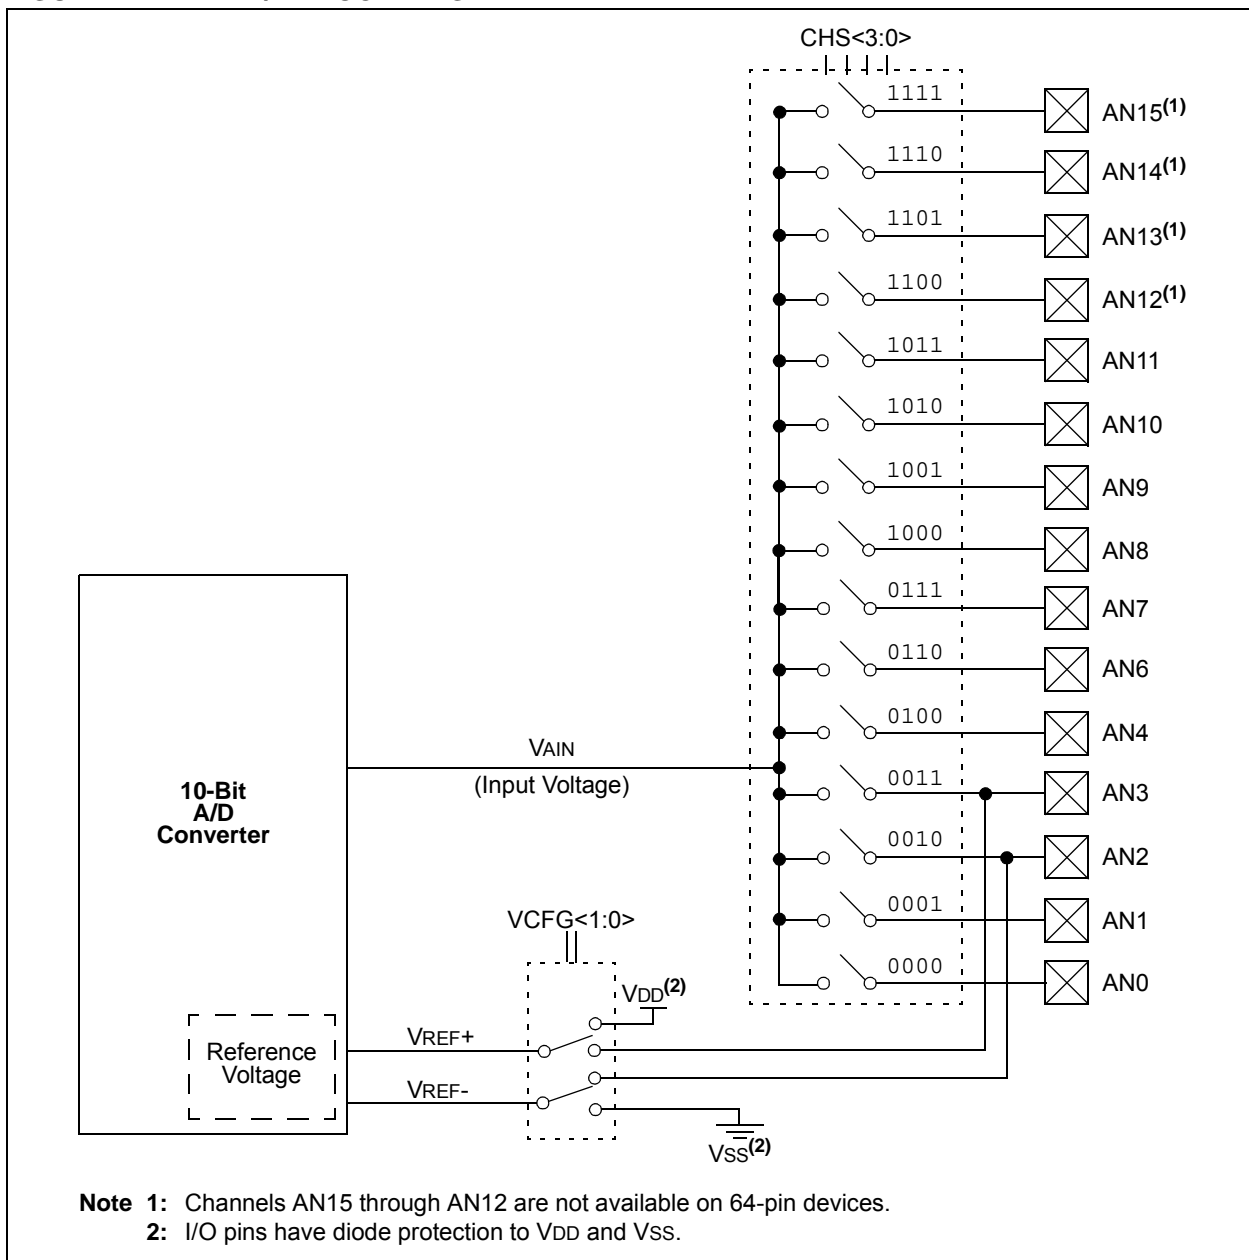 CHS<3:0>
1111 AN15(1)
1110 AN14(1)
1101 AN13(1)
1100 AN12(1)
1011 AN11
1010 AN10
1001 AN9
1000 AN8
0111 AN7
0110 AN6
0100 AN4
VAIN
(Input Voltage)
0011 AN3
10-Bit
A/D
Converter
0010 AN2
0001 AN1
VCFG<1:0>
0000 AN0
VDD(2)
VREF+
Reference
Voltage
VREF-
VSS(2)
Note 1: Channels AN15 through AN12 are not available on 64-pin devices.
2: I/O pins have diode protection to VDD and VSS.